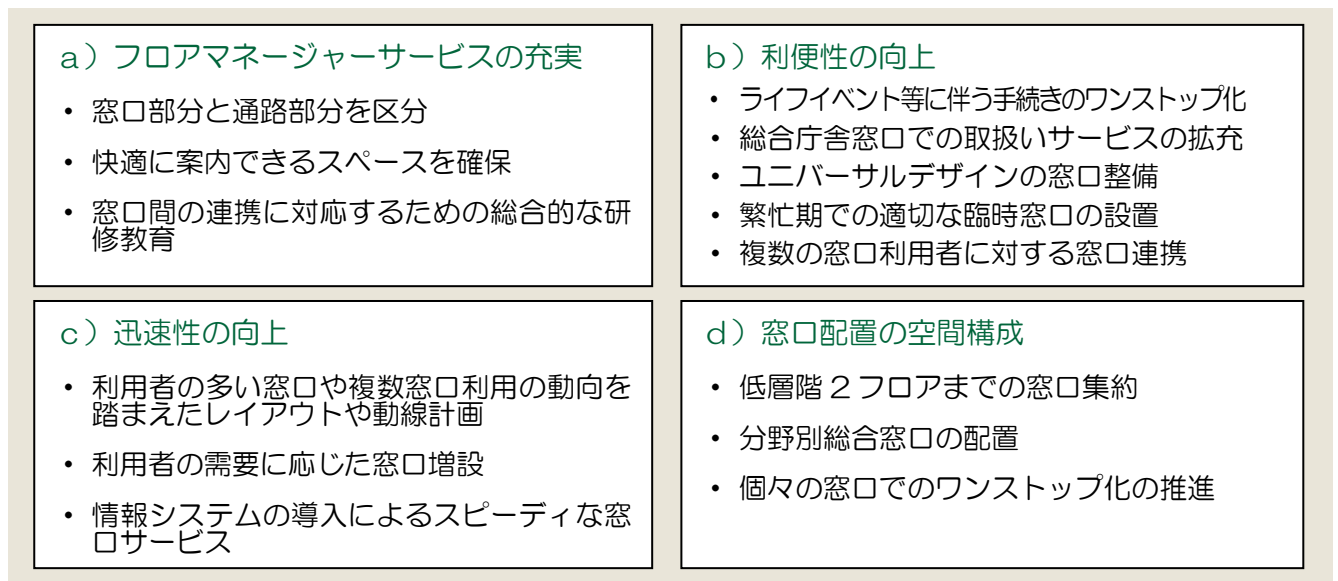 a）フロアマネージャーサービスの充実
• 窓口部分と通路部分を区分
• 快適に案内できるスペースを確保
• 窓口間の連携に対応するための総合的な研
修教育
b）利便性の向上
• ライフイベント等に伴う手続きのワンストップ化
• 総合庁舎窓口での取扱いサービスの拡充
• ユニバーサルデザインの窓口整備
• 繁忙期での適切な臨時窓口の設置
• 複数の窓口利用者に対する窓口連携
c）迅速性の向上
• 利用者の多い窓口や複数窓口利用の動向を
踏まえたレイアウトや動線計画
• 利用者の需要に応じた窓口増設
• 情報システムの導入によるスピーディな窓
口サービス
d）窓口配置の空間構成
• 低層階２フロアまでの窓口集約
• 分野別総合窓口の配置
• 個々の窓口でのワンストップ化の推進